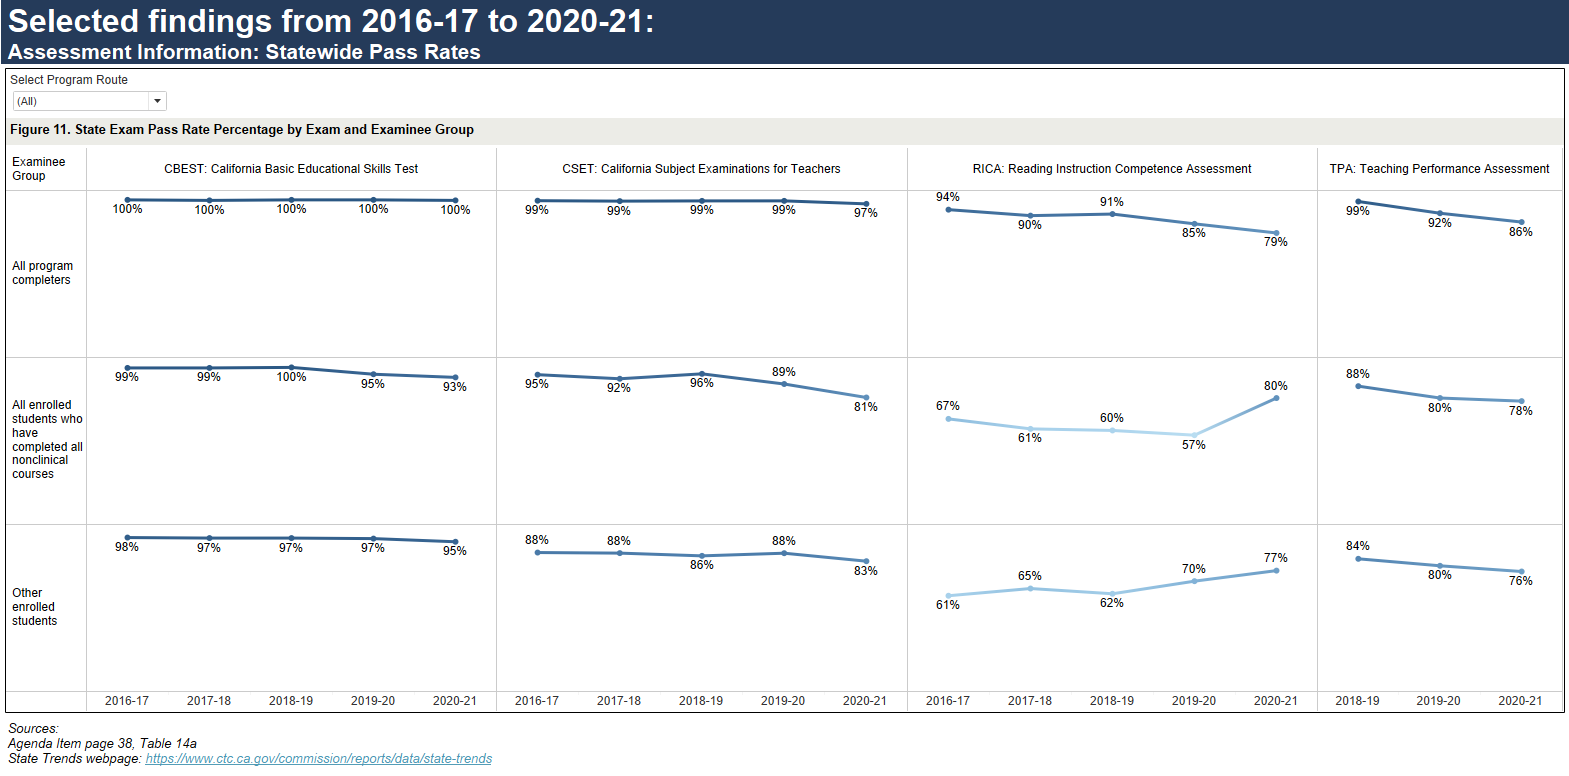 Selected findings from 2016-17 to 2020-21:
Assessment Information: Statewide Pass Rates
Select Program Route
(All)
Figure 11. State Exam Pass Rate Percentage by Exam and Examinee Group
Examinee
Group
CBEST: California Basic Educational Skills Test
CSET: California Subject Examinations for Teachers
RICA: Reading Instruction Competence Assessment
TPA: Teaching Performance Assessment
All program
completers
100% 100% 100% 100% 100%
99% 99% 99% 99% 97%
94% 90% 91% 85% 79%
99% 92% 86%
All enrolled
students who
have
completed all
nonclinical
courses
99% 99% 100% 95% 93%
95% 92% 96% 89% 81%
67% 61% 60% 57% 80%
88% 80% 78%
Other
enrolled
students
98% 97% 97% 97% 95%
88% 88% 86% 88% 83%
61% 65% 62% 70% 77%
84% 80% 76%
2016-17 2017-18 2018-19 2019-20 2020-21
2016-17 2017-18 2018-19 2019-20 2020-21
2016-17 2017-18 2018-19 2019-20 2020-21
2018-19 2019-20 2020-21
Sources:
Agenda Item page 38, Table 14a
State Trends webpage: https://www.ctc.ca.gov/commission/reports/data/state-trends